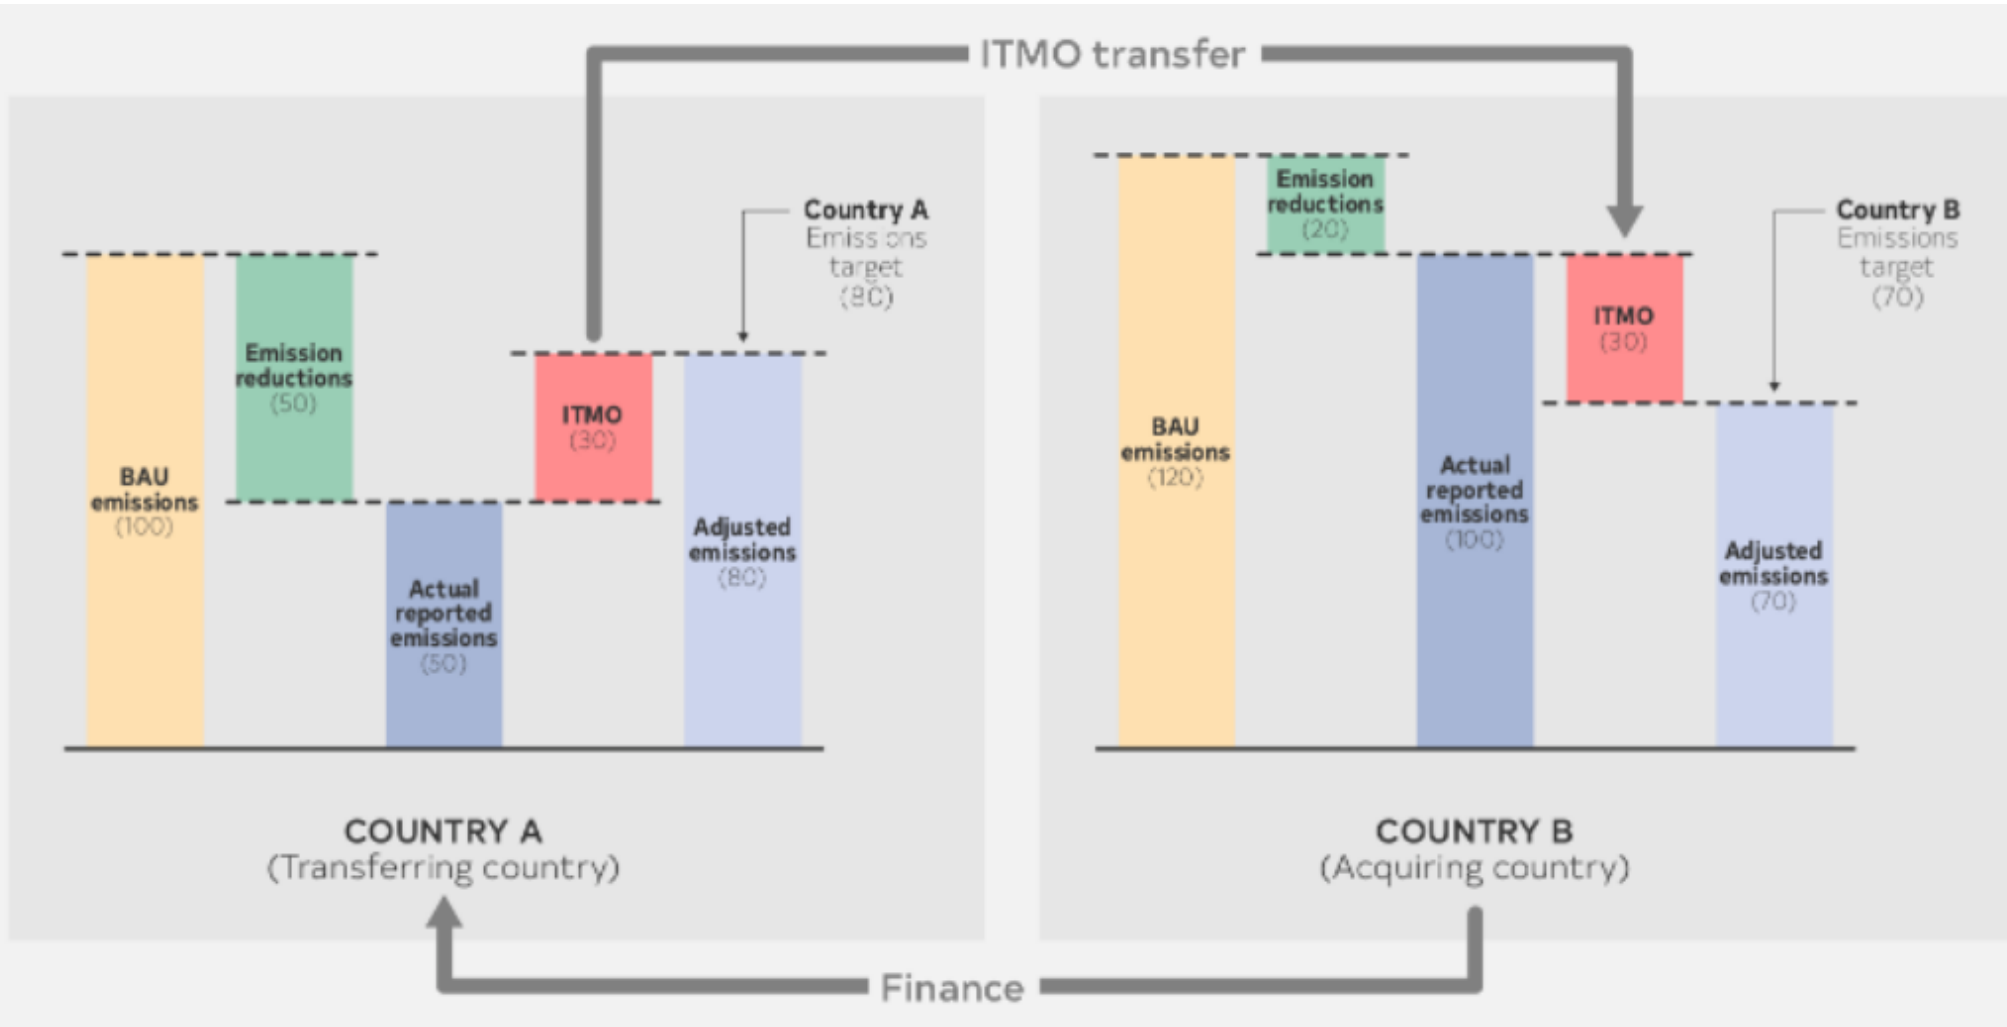 ITMO transfer
Country A
Emissions
target
(80)
Emission
reductions
(50)
ITMO
(30)
BAU
emissions
(100)
Adjusted
emissions
(80)
Actual
reported
emissions
(50)
COUNTRY A
(Transferring country)
Emission
reductions
(20)
Country B
Emissions
target
(70)
ITMO
(30)
BAU
emissions
(120)
Actual
reported
emissions
(100)
Adjusted
emissions
(70)
COUNTRY B
(Acquiring country)
Finance